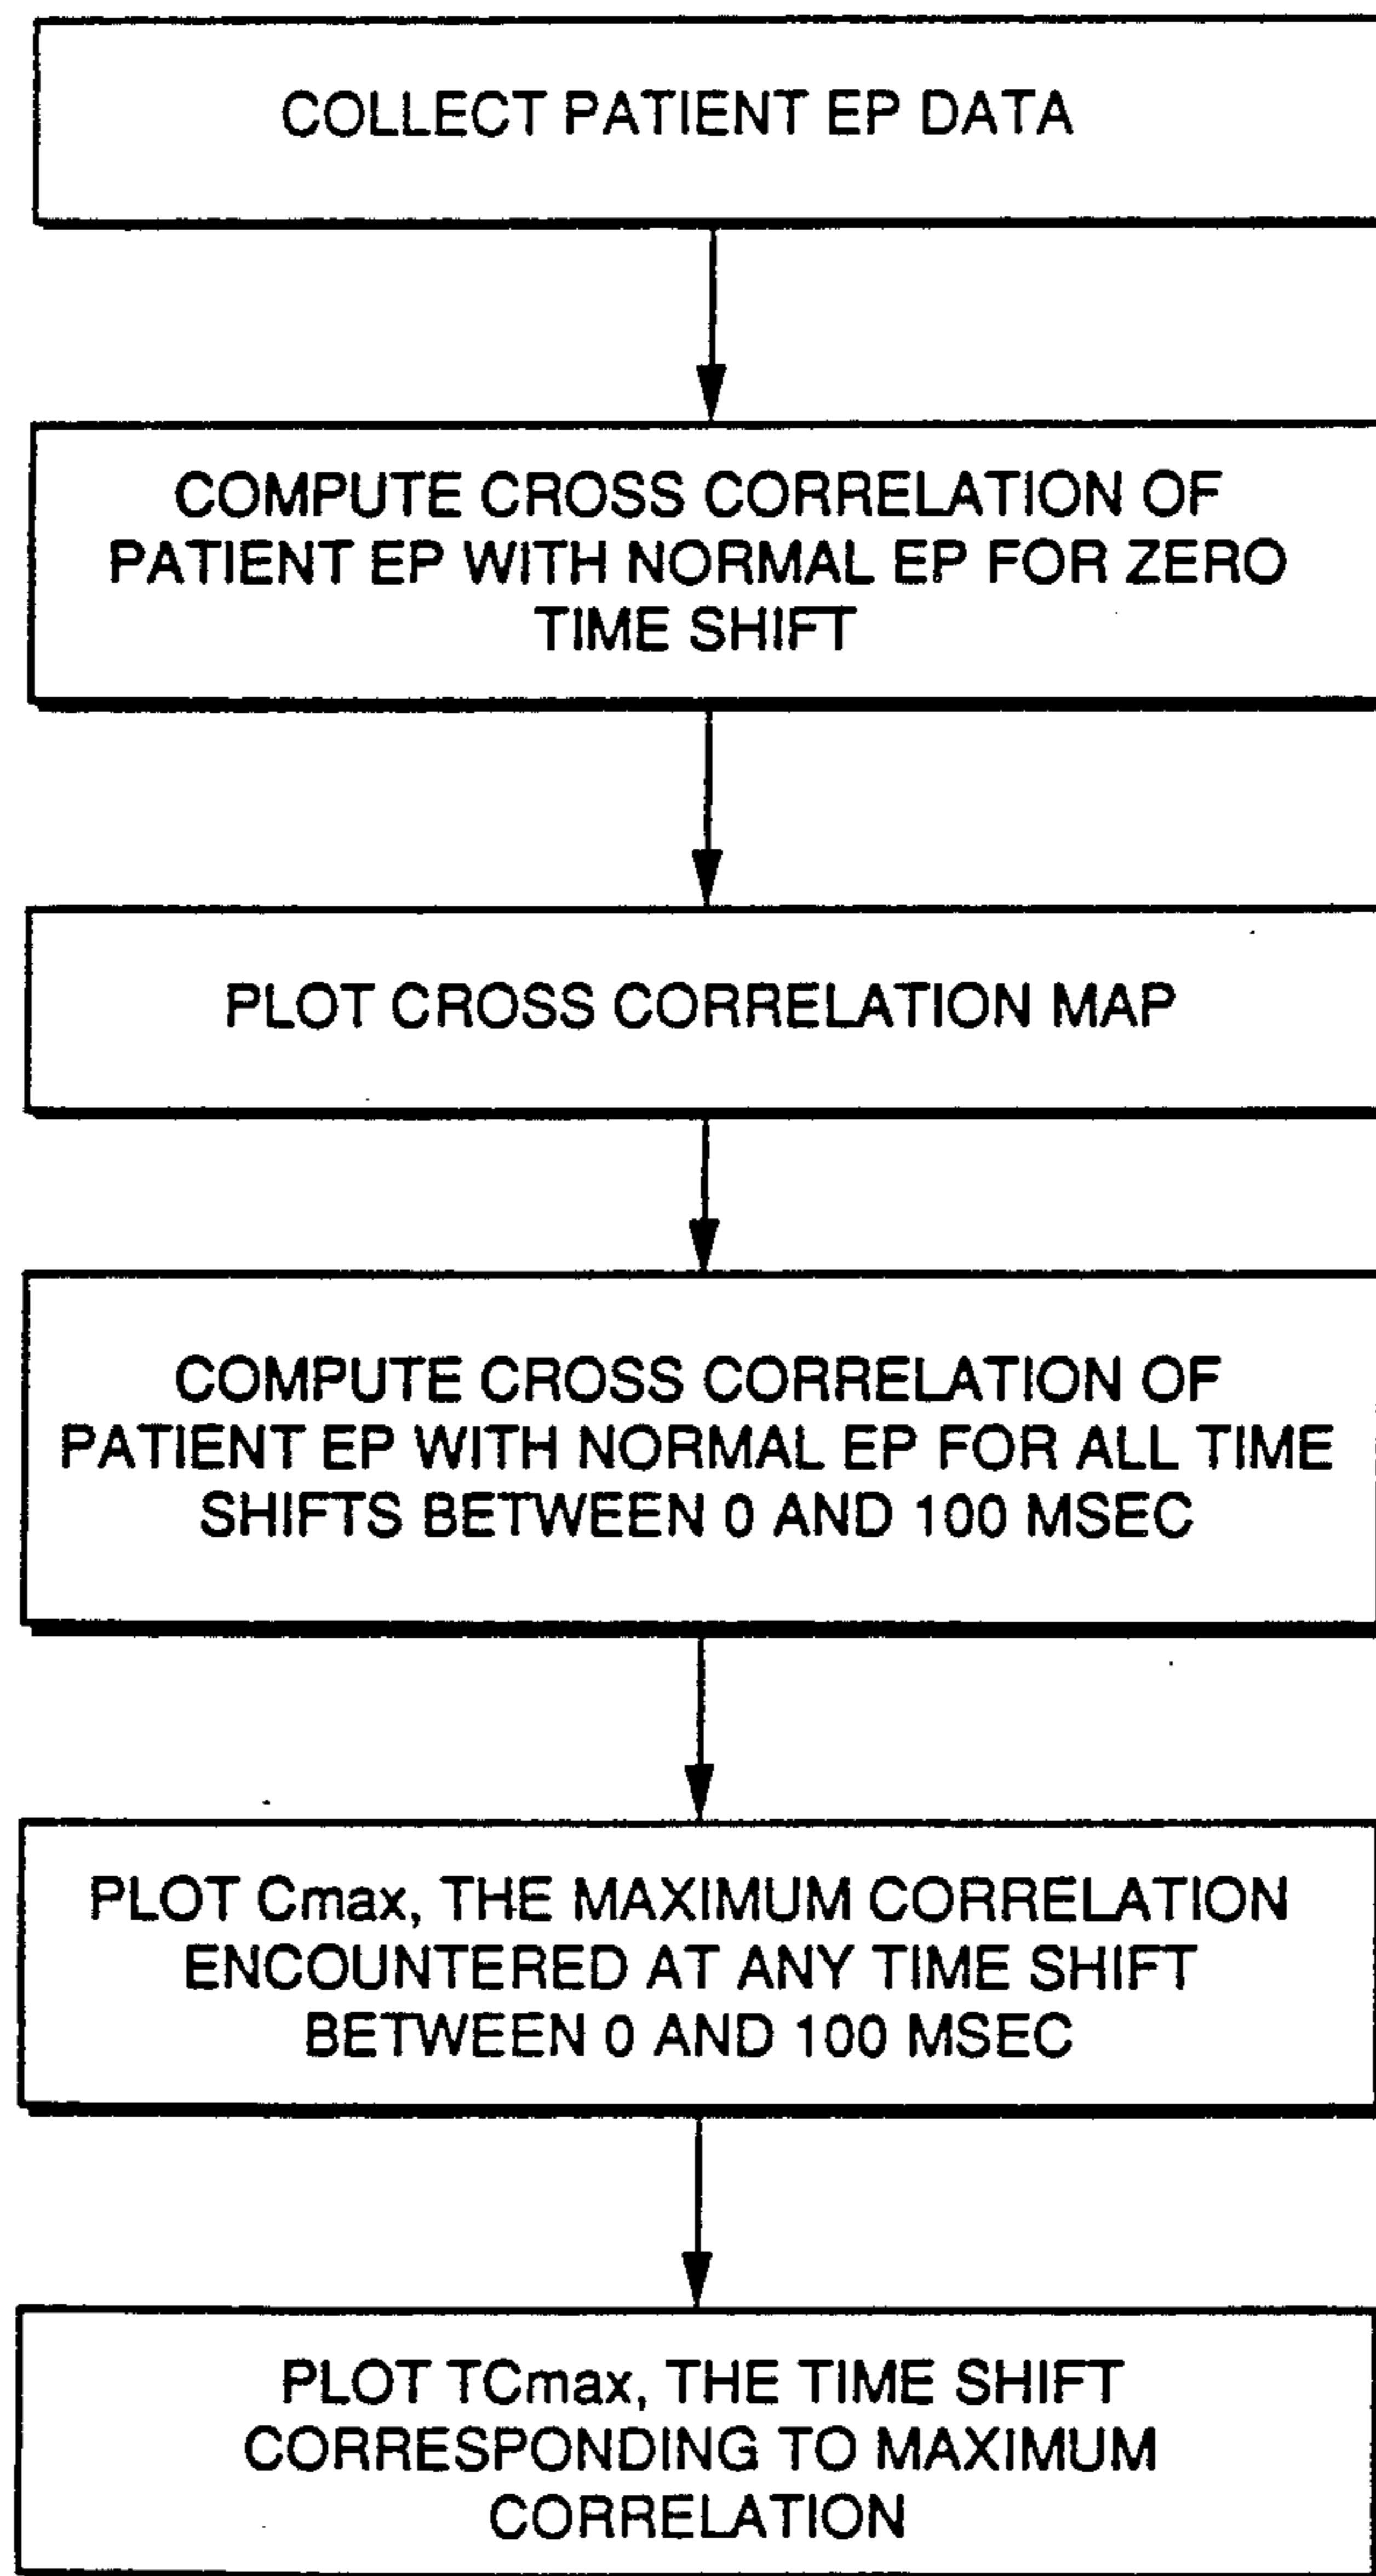 COLLECT PATIENT EP DATA
COMPUTE CROSS CORRELATION OF
PATIENT EP WITH NORMAL EP FOR ZERO
TIME SHIFT
PLOT CROSS CORRELATION MAP
COMPUTE CROSS CORRELATION OF
PATIENT EP WITH NORMAL EP FOR ALL TIME
SHIFTS BETWEEN 0 AND 100 MSEC
PLOT Cmax, THE MAXIMUM CORRELATION
ENCOUNTERED AT ANY TIME SHIFT
BETWEEN 0 AND 100 MSEC
PLOT TCmax, THE TIME SHIFT
CORRESPONDING TO MAXIMUM
CORRELATION